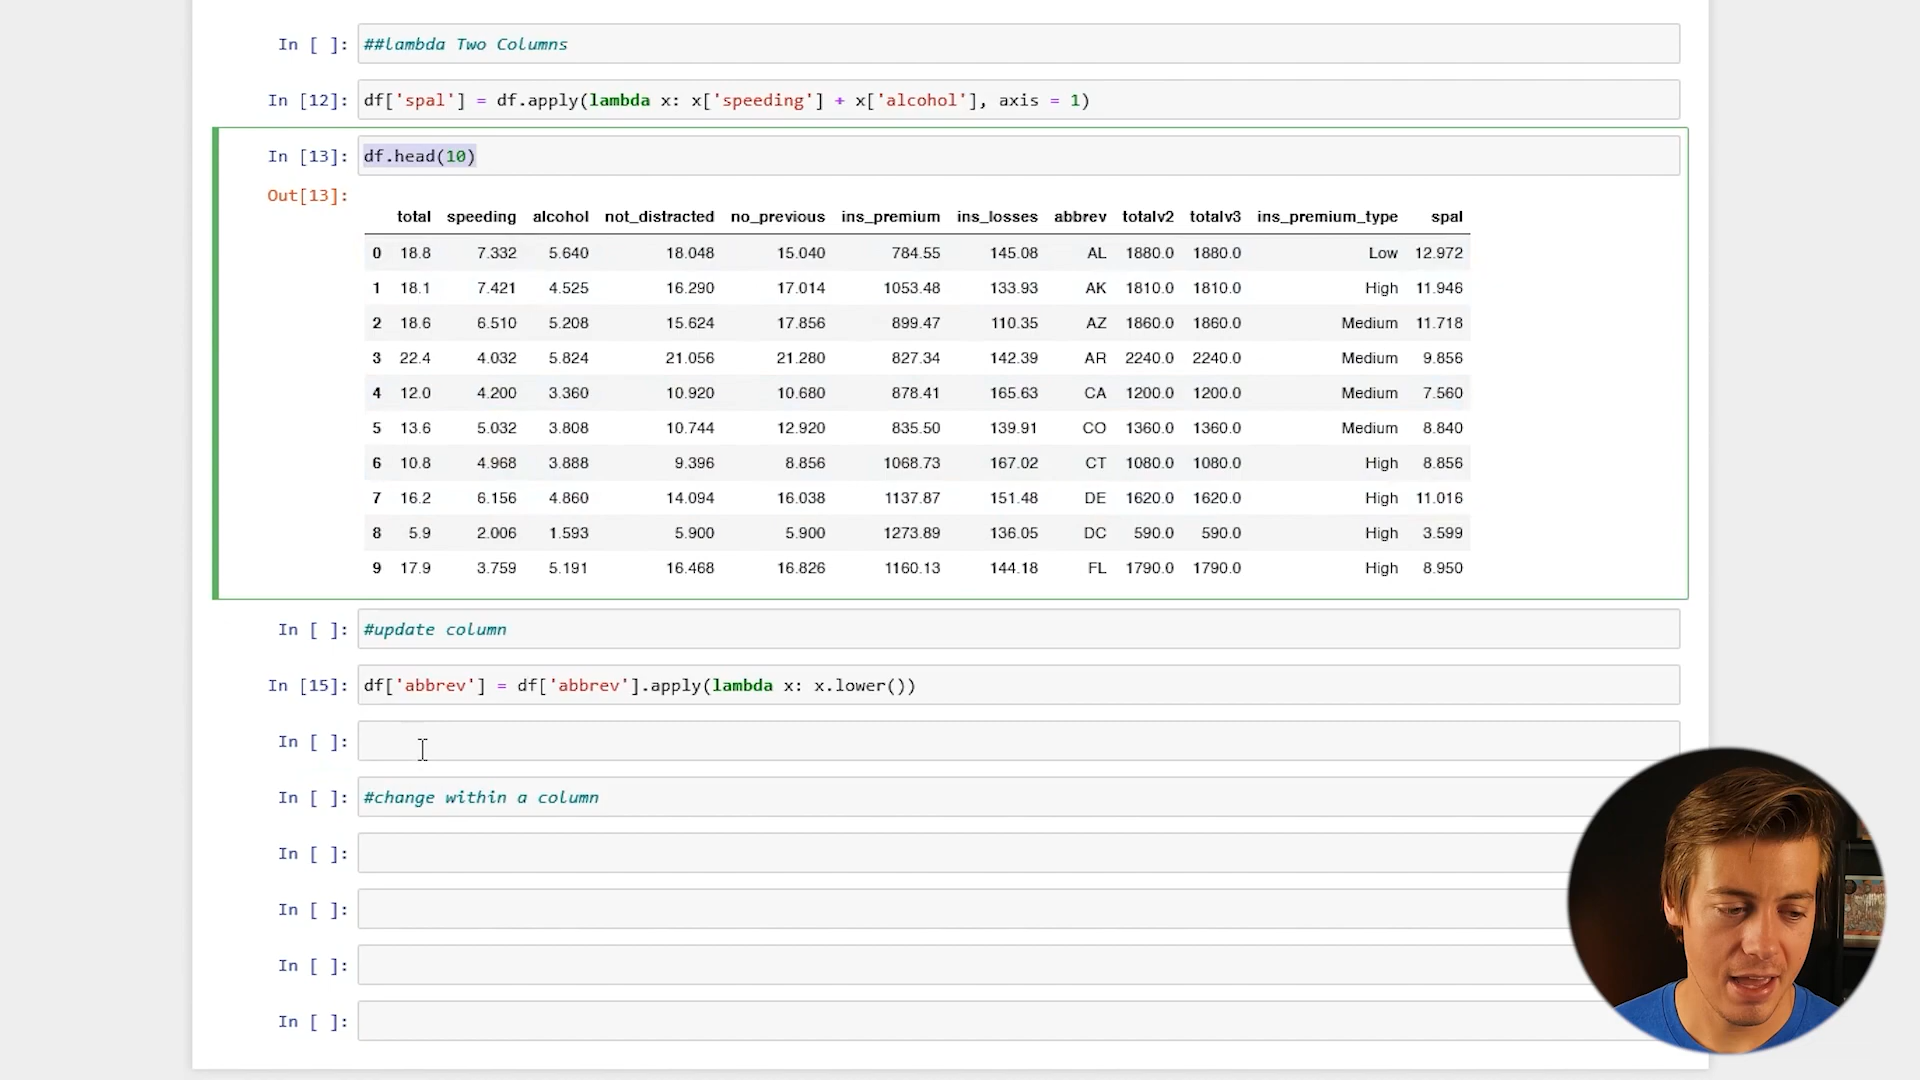 In [ ]: ##lambda Two Columns
In [12]: df['spal'] = df.apply(lambda x: x['speeding'] + x['alcohol'], axis = 1)
In [13]: df.head(10)
Out[13]:
total speeding alcohol not_distracted no_previous ins_premium ins_losses abbrev totalv2 totalv3 ins_premium_type spal
0 18.8 7.332 5.640 18.048 15.040 784.55 145.08 AL 1880.0 1880.0 Low 12.972
1 18.1 7.421 4.525 16.290 17.014 1053.48 133.93 AK 1810.0 1810.0 High 11.946
2 18.6 6.510 5.208 15.624 17.856 899.47 110.35 AZ 1860.0 1860.0 Medium 11.718
3 22.4 4.032 5.824 21.056 21.280 827.34 142.39 AR 2240.0 2240.0 Medium 9.856
4 12.0 4.200 3.360 10.920 10.680 878.41 165.63 CA 1200.0 1200.0 Medium 7.560
5 13.6 5.032 3.808 10.744 12.920 835.50 139.91 CO 1360.0 1360.0 Medium 8.840
6 10.8 4.968 3.888 9.396 8.856 1068.73 167.02 CT 1080.0 1080.0 High 8.856
7 16.2 6.156 4.860 14.094 16.038 1137.87 151.48 DE 1620.0 1620.0 High 11.016
8 5.9 2.006 1.593 5.900 5.900 1273.89 136.05 DC 590.0 590.0 High 3.599
9 17.9 3.759 5.191 16.468 16.826 1160.13 144.18 FL 1790.0 1790.0 High 8.950
In [ ]: #update column
In [15]: df['abbrev'] = df['abbrev'].apply(lambda x: x.lower())
In [ ]:
In [ ]: #change within a column
In [ ]:
In [ ]:
In [ ]:
In [ ]: